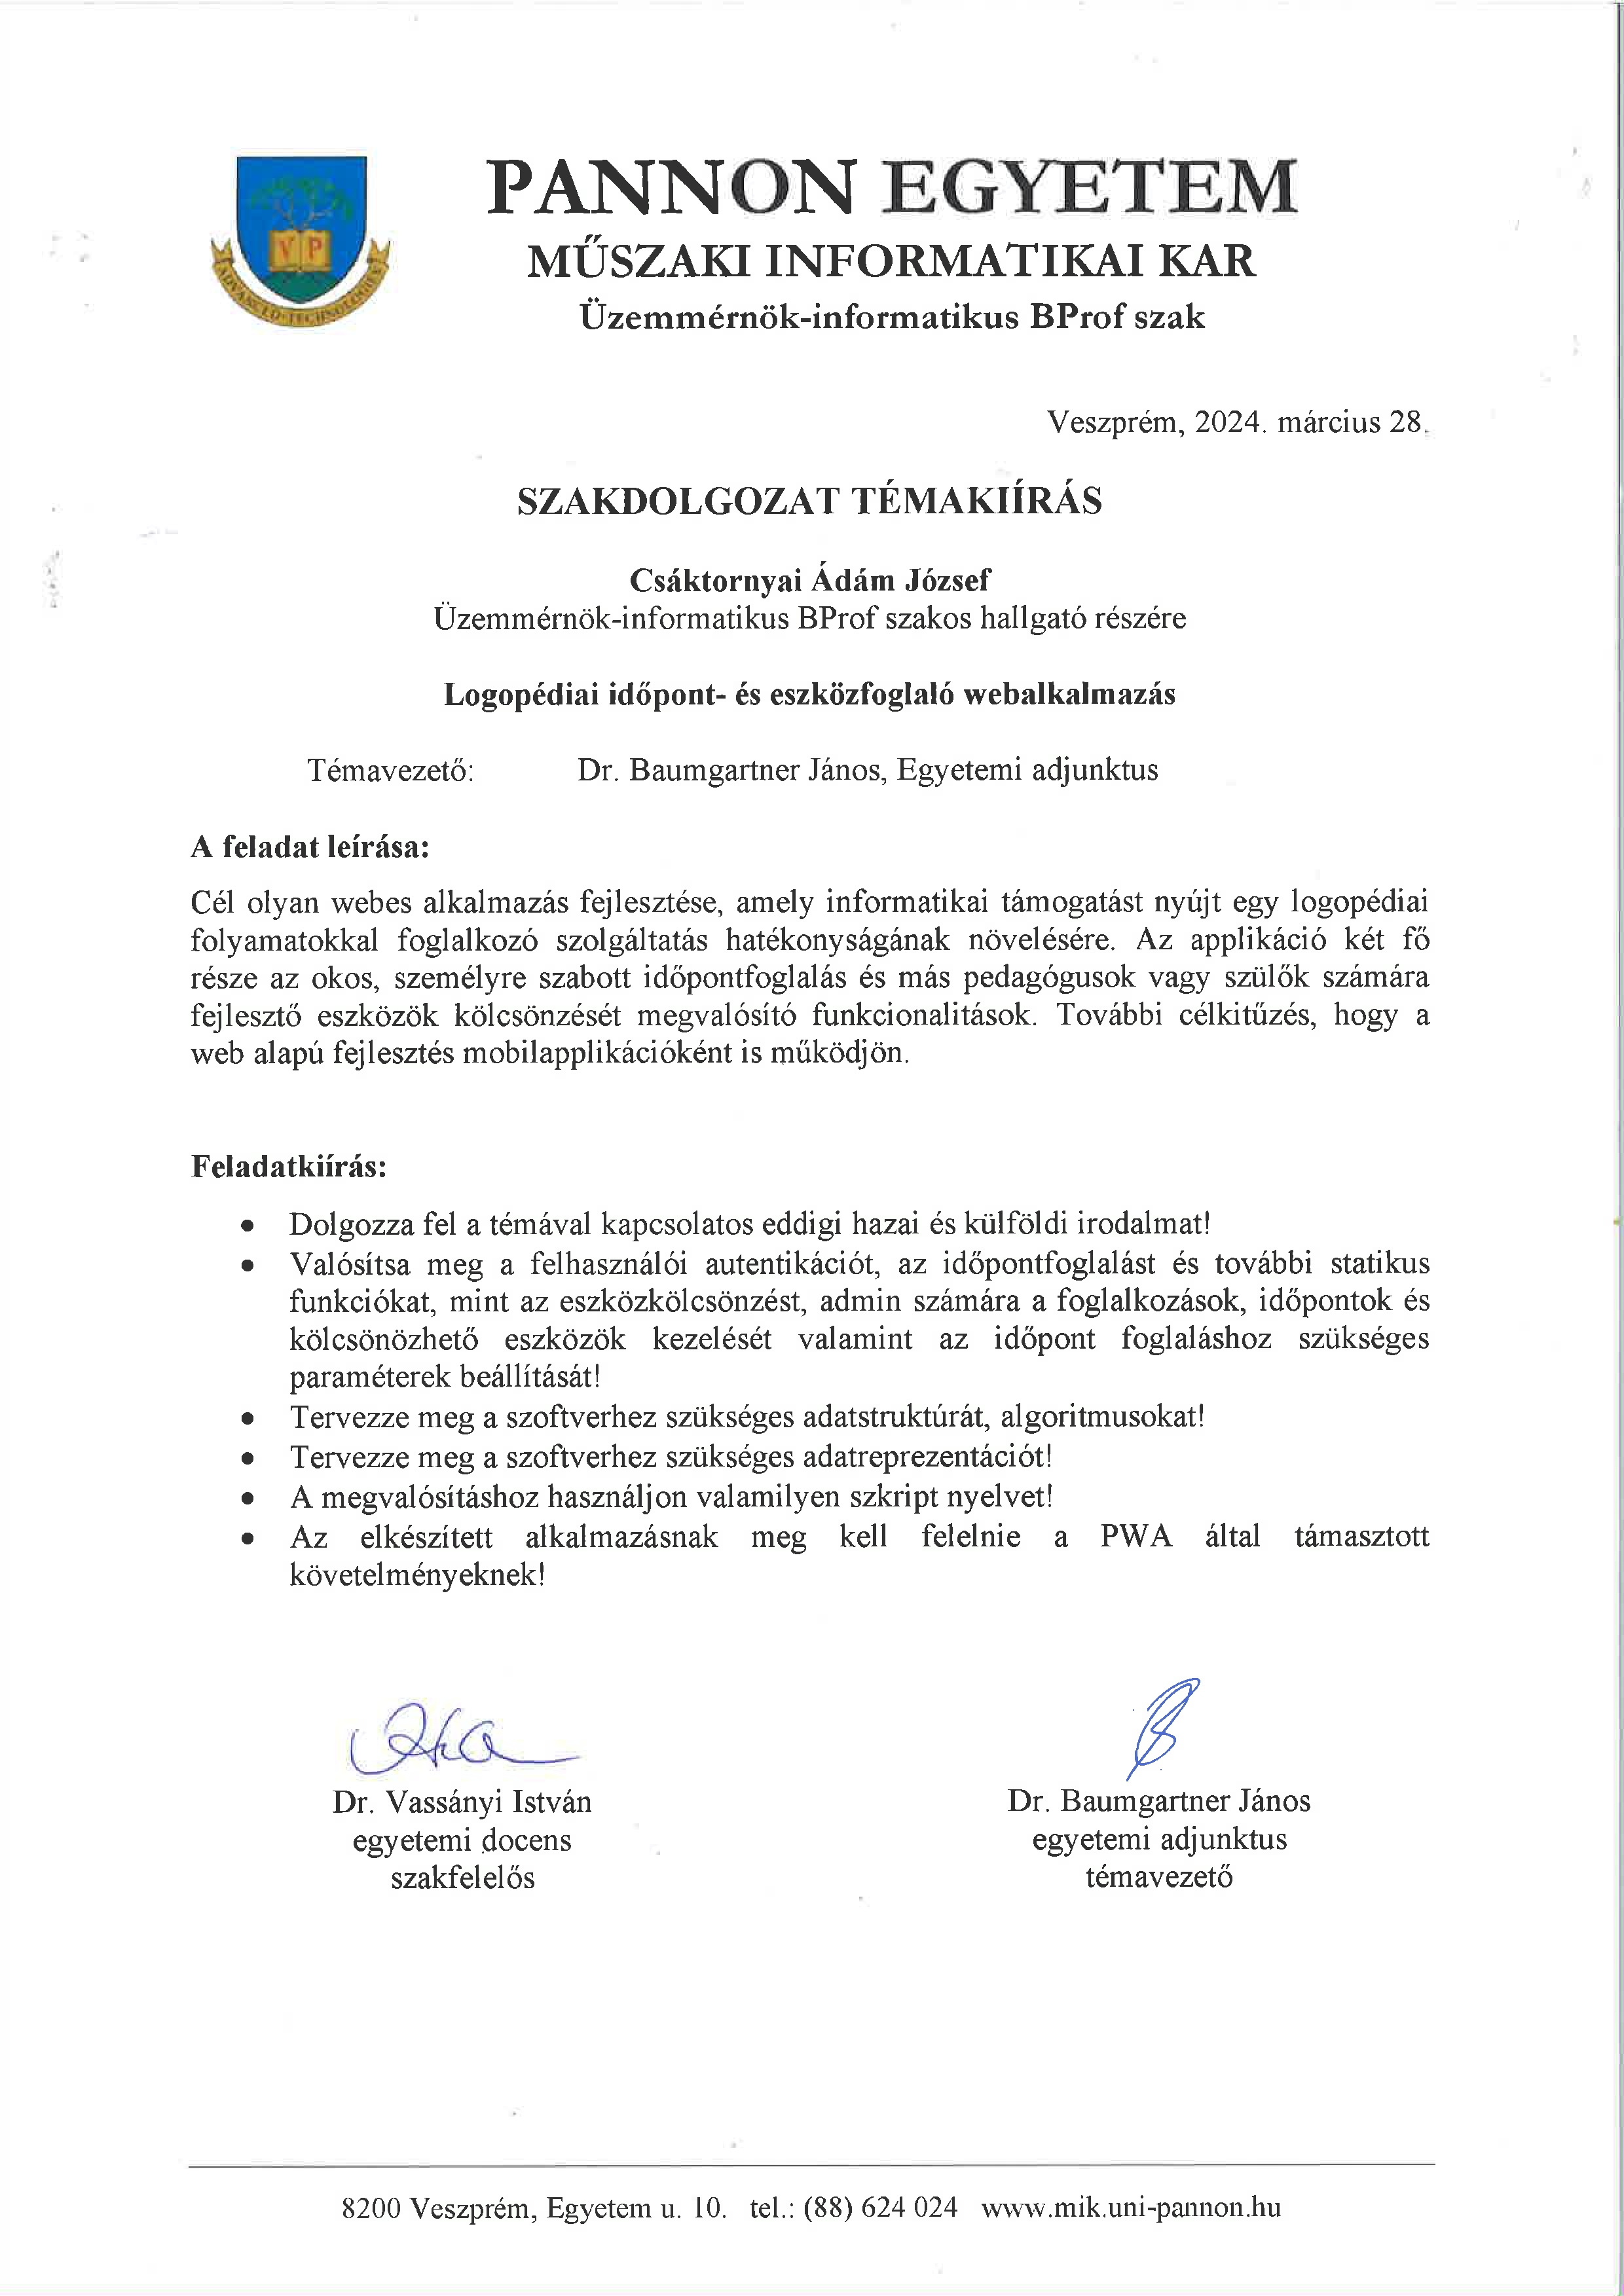 PANNON EGYETEM
MŰSZAKI INFORMATIKAI KAR
Üzemmérnök-informatikus BProf szak
VP
ADVANCED TECHNOLOGIES
Veszprém, 2024. március 28.
SZAKDOLGOZAT TÉMAKIÍRÁS
Csáktornyai Ádám József
Üzemmérnök-informatikus BProf szakos hallgató részére
Logopédiai időpont- és eszközfoglaló webalkalmazás
Témavezető: Dr. Baumgartner János, Egyetemi adjunktus
A feladat leírása:
Cél olyan webes alkalmazás fejlesztése, amely informatikai támogatást nyújt egy logopédiai
folyamatokkal foglalkozó szolgáltatás hatékonyságának növelésére. Az applikáció két fő
része az okos, személyre szabott időpontfoglalás és más pedagógusok vagy szülők számára
fejlesztő eszközök kölcsönzését megvalósító funkcionalitások. További célkitűzés, hogy a
web alapú fejlesztés mobilapplikációként is működjön.
Feladatkiírás:
• Dolgozza fel a témával kapcsolatos eddigi hazai és külföldi irodalmat!
• Valósítsa meg a felhasználói autentikációt, az időpontfoglalást és további statikus
funkciókat, mint az eszközkölcsönzést, admin számára a foglalkozások, időpontok és
kölcsönözhető eszközök kezelését valamint az időpont foglaláshoz szükséges
paraméterek beállítását!
• Tervezze meg a szoftverhez szükséges adatstruktúrát, algoritmusokat!
• Tervezze meg a szoftverhez szükséges adatreprezentációt!
• A megvalósításhoz használjon valamilyen szkript nyelvet!
• Az elkészített alkalmazásnak meg kell felelnie a PWA által támasztott
követelményeknek!
Dr. Vassányi István
egyetemi docens
szakfelelős
Dr. Baumgartner János
egyetemi adjunktus
témavezető
8200 Veszprém, Egyetem u. 10. tel.: (88) 624 024 www.mik.uni-pannon.hu